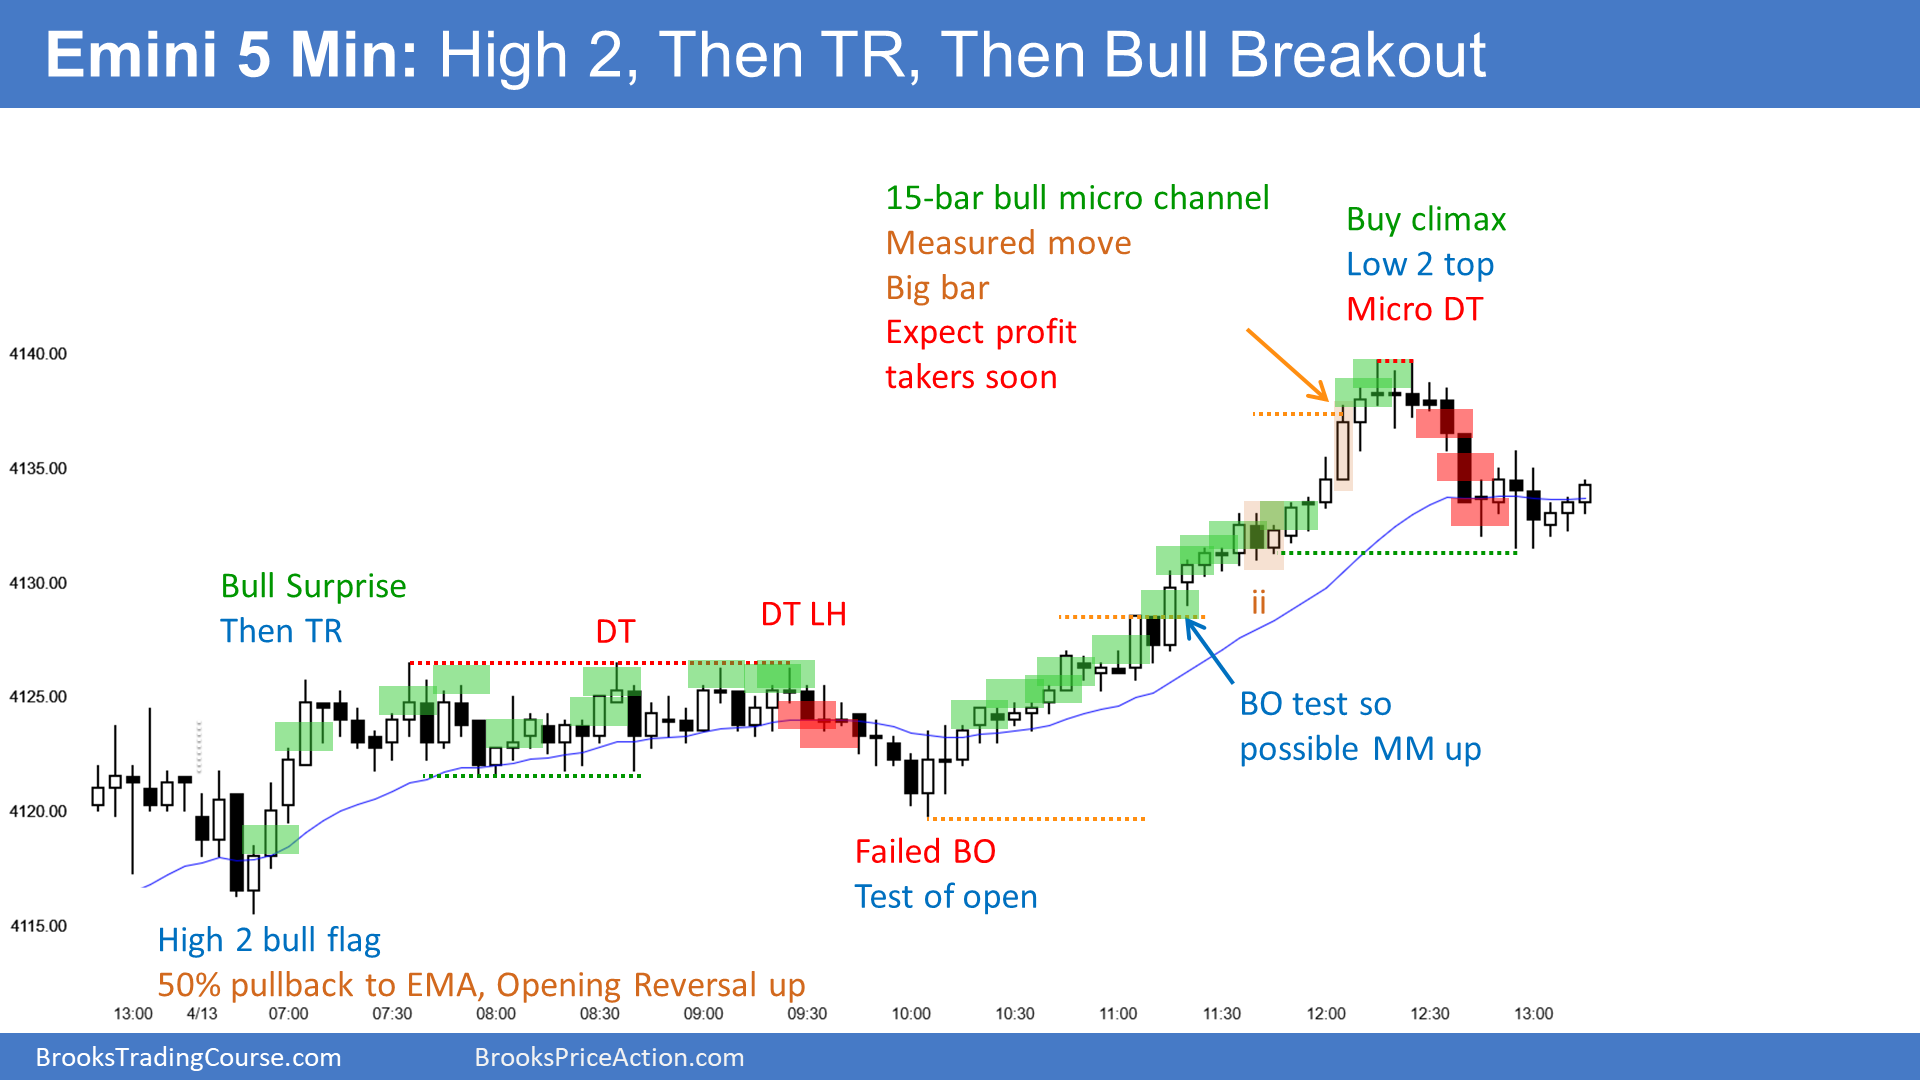 Emini 5 Min: High 2, Then TR, Then Bull Breakout
15-bar bull micro channel
Measured move
Big bar
Expect profit
takers soon
Buy climax
Low 2 top
Micro DT
4140.00
4135.00
4130.00
4125.00
4120.00
4115.00
Bull Surprise
Then TR
DT
DT LH
ii
BO test so
possible MM up
Failed BO
Test of open
High 2 bull flag
50% pullback to EMA, Opening Reversal up
13:00 4/13 07:00 07:30 08:00 08:30 09:00 09:30 10:00 10:30 11:00 11:30 12:00 12:30 13:00
BrooksTradingCourse.com BrooksPriceAction.com